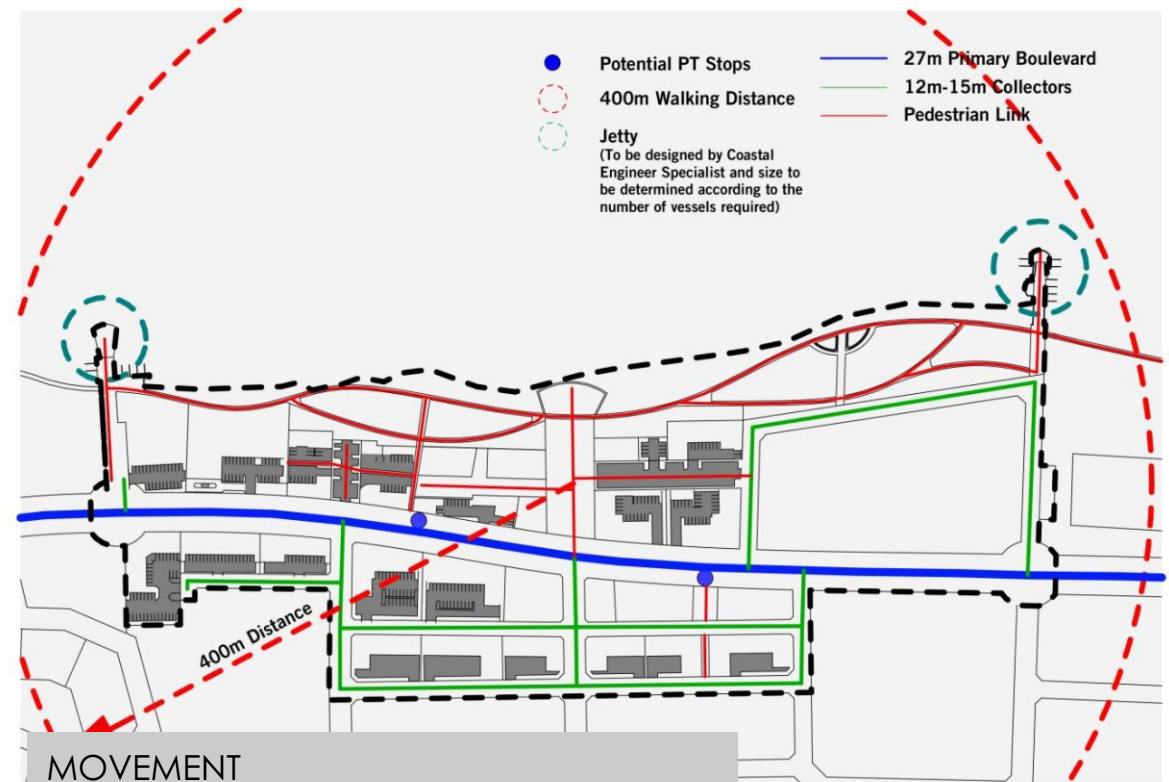 Potential PT Stops
400m Walking Distance
Jetty
(To be designed by Coastal
Engineer Specialist and size to
be determined according to the
number of vessels required)
27m Primary Boulevard
12m-15m Collectors
Pedestrian Link
400m Distance
MOVEMENT